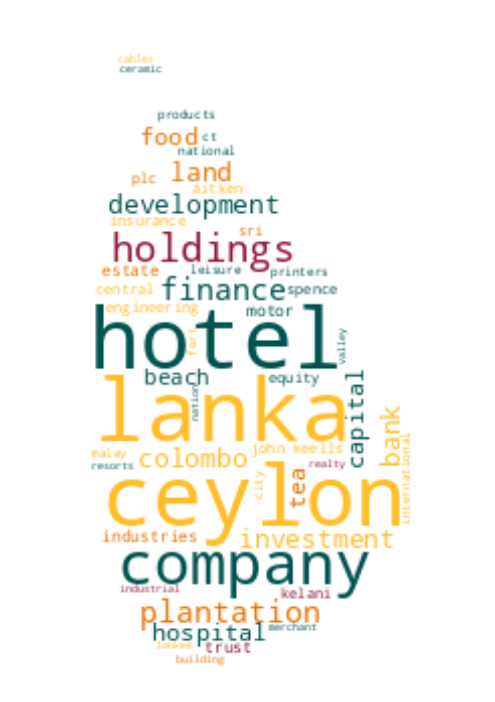 cables
ceramic
products
food ct
national
plc land
aitken
development
insurance
sri
holdings
estate leisure printers
central finance spence
engineering motor
hotel
fort
valley
beach equity
nation
lanka
capital
bank
colombo john keells
malay
resorts realty
city
tea
international
ceylon
industries investment
company
industrial kelani
plantation
hospital merchant
lankem trust
building